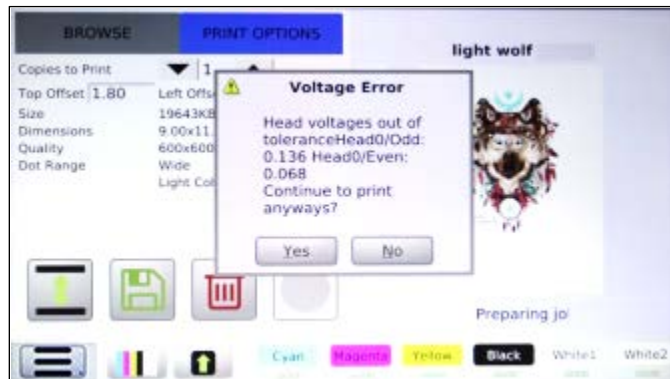 BROWSE
PRINT OPTIONS
light wolf
Copies to Print
1
Top Offset 1.80
Left Offs
Size
19643KB
Dimensions
9.00x11.
Quality
600x600
Dot Range
Wide
Light Col
Voltage Error
Head voltages out of
toleranceHead0/Odd:
0.136 Head0/Even:
0.068
Continue to print
anyways?
Yes
No
Preparing jo
Cyan
Magenta
Yellow
Black
White1
White2